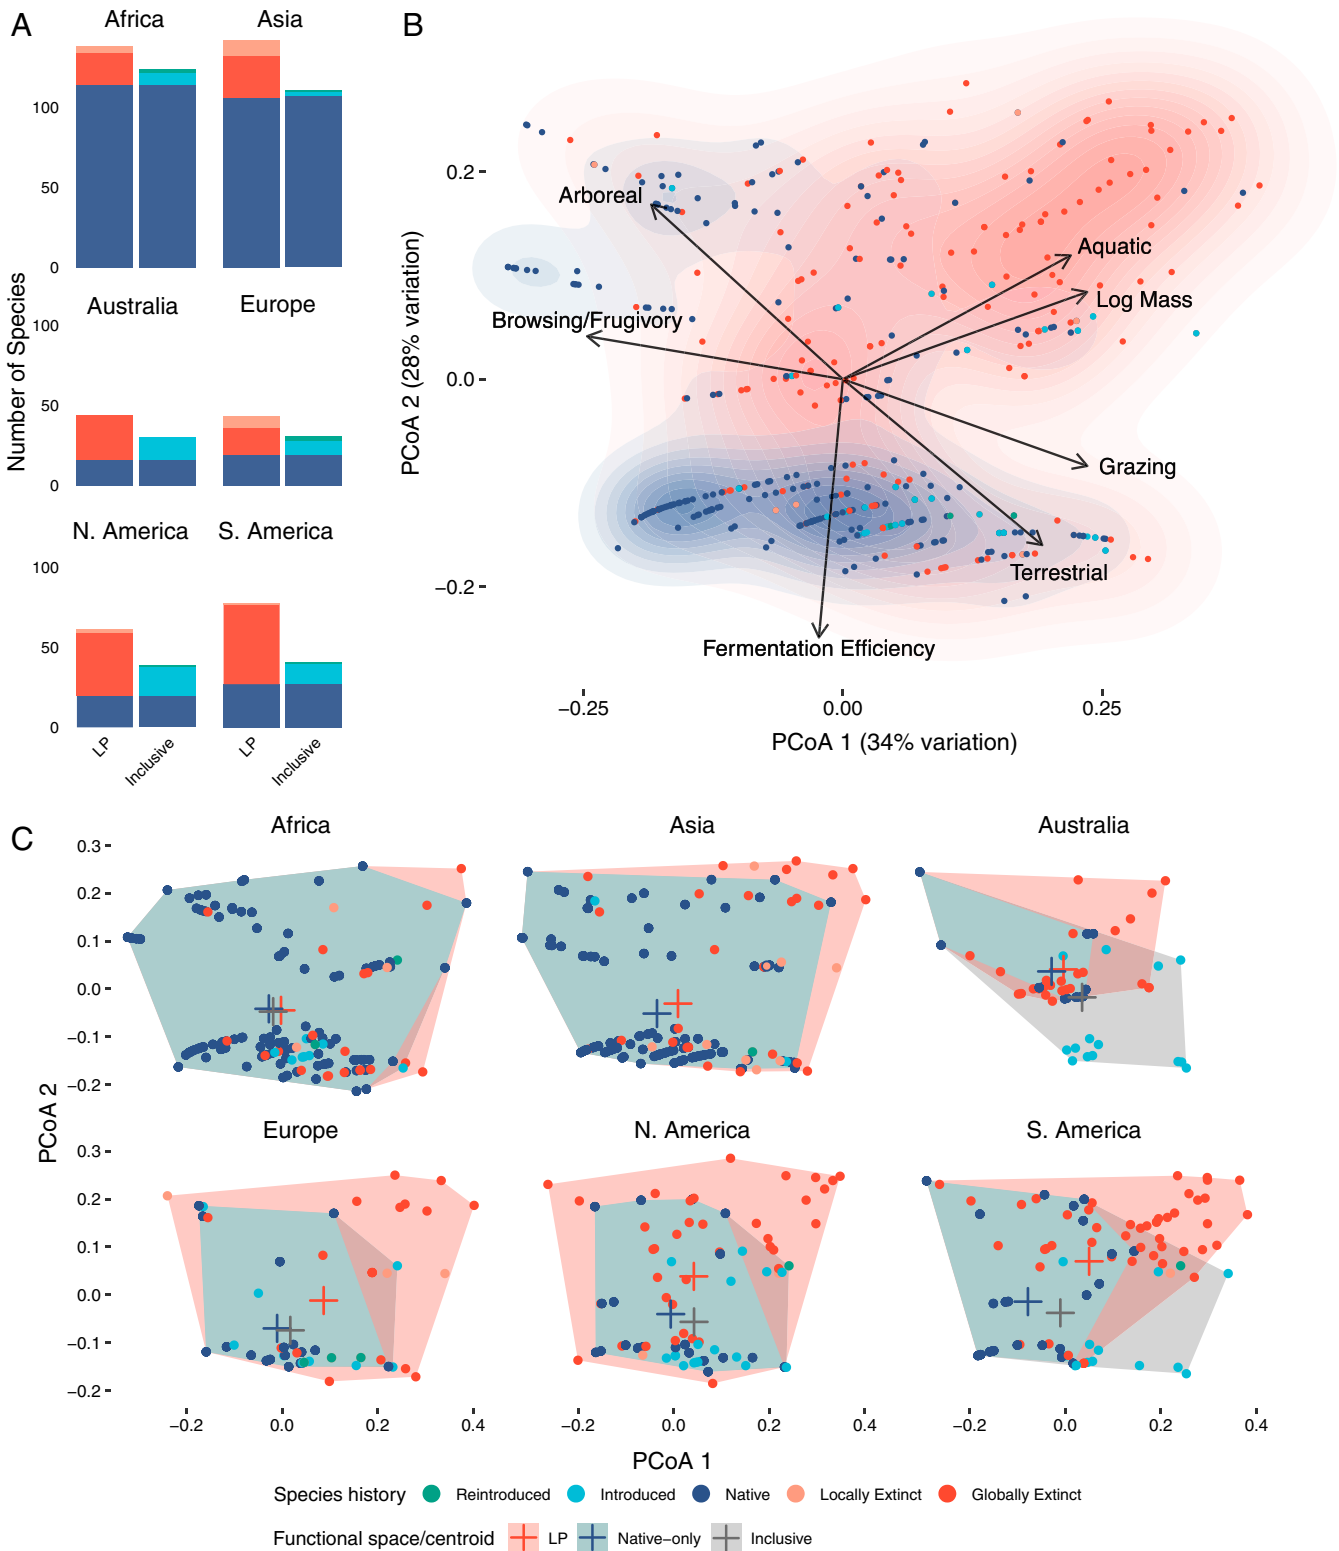 A
Africa
Asia
100
50
0
Australia
Europe
100
50
0
N. America
S. America
100
50
0
LP
Inclusive
LP
Inclusive
Number of Species
B
0.2
0.0
−0.2
PCoA 2 (28% variation)
Arboreal
Aquatic
Log Mass
Browsing/Frugivory
Grazing
Terrestrial
Fermentation Efficiency
−0.25
0.00
0.25
PCoA 1 (34% variation)
C
Africa
Asia
Australia
0.3
0.2
0.1
0.0
−0.1
−0.2
Europe
N. America
S. America
0.3
0.2
0.1
0.0
−0.1
−0.2
PCoA 2
−0.2
0.0
0.2
0.4
−0.2
0.0
0.2
0.4
−0.2
0.0
0.2
0.4
PCoA 1
Species history Reintroduced Introduced Native Locally Extinct Globally Extinct
Functional space/centroid LP Native−only Inclusive